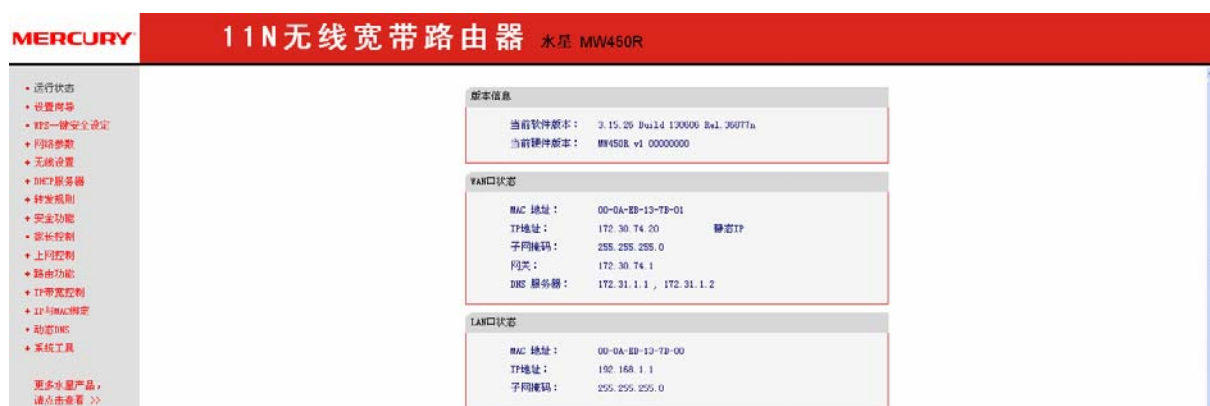 MERCURY
11N无线宽带路由器 水星 MW450R
• 运行状态
• 设置向导
• WPS一键安全设定
+ 网络参数
+ 无线设置
+ DHCP服务器
+ 转发规则
+ 安全功能
• 家长控制
+ 上网控制
+ 路由功能
+ IP带宽控制
+ IP与MAC绑定
• 动态DNS
+ 系统工具
更多水星产品，
请点击查看 >>
版本信息
当前软件版本： 3.15.26 Build 130606 Rel.36077n
当前硬件版本： MW450R v1 00000000
WAN口状态
MAC 地址： 00-0A-EB-13-7B-01
IP地址： 172.30.74.20 静态IP
子网掩码： 255.255.255.0
网关： 172.30.74.1
DNS 服务器： 172.31.1.1 , 172.31.1.2
LAN口状态
MAC 地址： 00-0A-EB-13-7B-00
IP地址： 192.168.1.1
子网掩码： 255.255.255.0